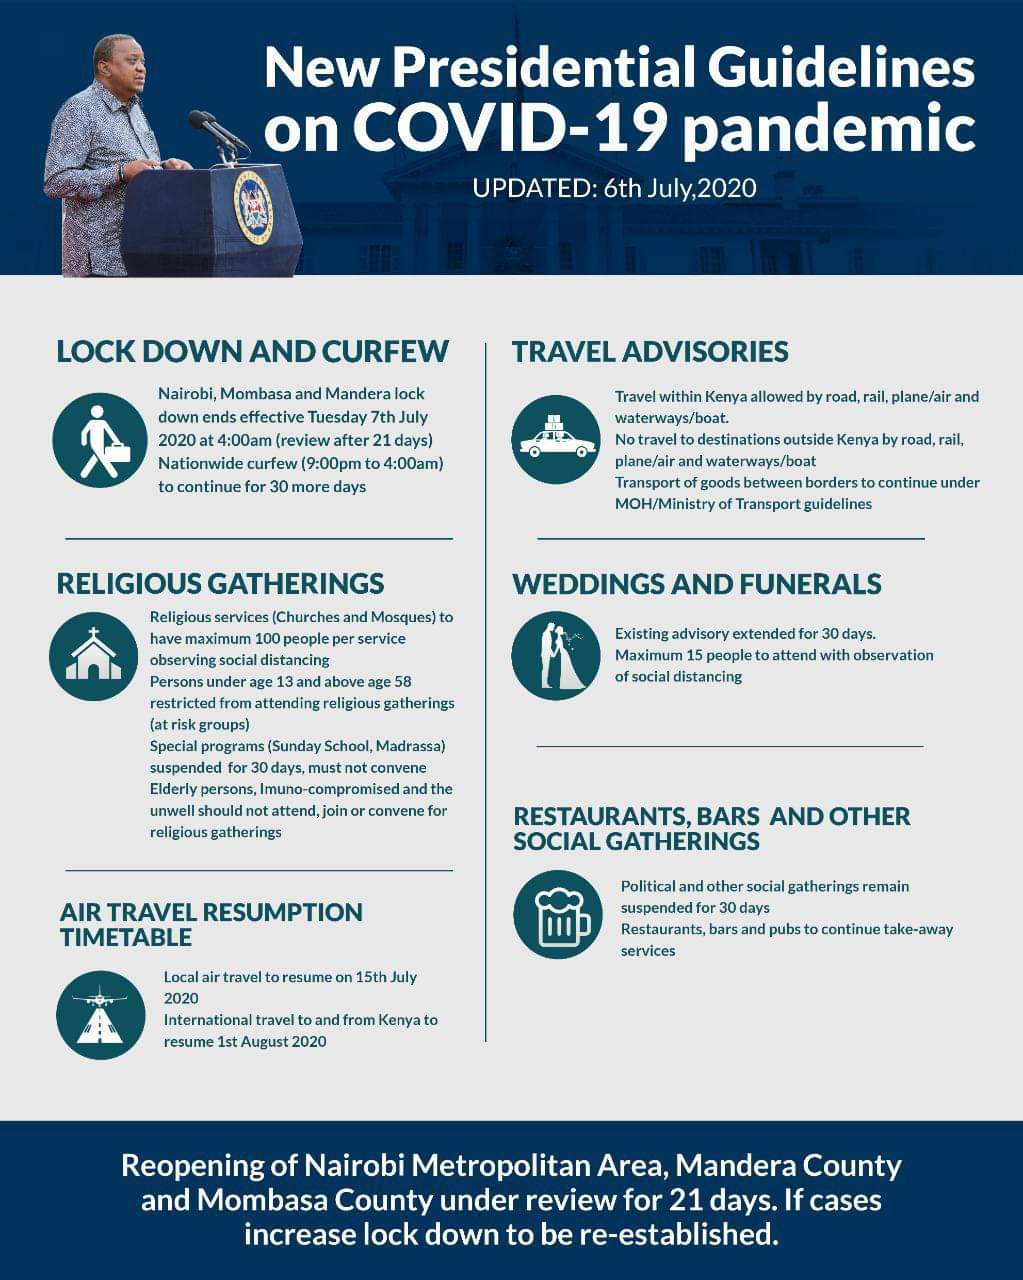 New Presidential Guidelines
on COVID-19 pandemic
UPDATED: 6th July,2020
LOCK DOWN AND CURFEW
Nairobi, Mombasa and Mandera lock
down ends effective Tuesday 7th July
2020 at 4:00am (review after 21 days)
Nationwide curfew (9:00pm to 4:00am)
to continue for 30 more days
RELIGIOUS GATHERINGS
Religious services (Churches and Mosques) to
have maximum 100 people per service
observing social distancing
Persons under age 13 and above age 58
restricted from attending religious gatherings
(at risk groups)
Special programs (Sunday School, Madrassa)
suspended for 30 days, must not convene
Elderly persons, Imuno-compromised and the
unwell should not attend, join or convene for
religious gatherings
AIR TRAVEL RESUMPTION
TIMETABLE
Local air travel to resume on 15th July
2020
International travel to and from Kenya to
resume 1st August 2020
TRAVEL ADVISORIES
Travel within Kenya allowed by road, rail, plane/air and
waterways/boat.
No travel to destinations outside Kenya by road, rail,
plane/air and waterways/boat
Transport of goods between borders to continue under
MOH/Ministry of Transport guidelines
WEDDINGS AND FUNERALS
Existing advisory extended for 30 days.
Maximum 15 people to attend with observation
of social distancing
RESTAURANTS, BARS AND OTHER
SOCIAL GATHERINGS
Political and other social gatherings remain
suspended for 30 days
Restaurants, bars and pubs to continue take-away
services
Reopening of Nairobi Metropolitan Area, Mandera County
and Mombasa County under review for 21 days. If cases
increase lock down to be re-established.